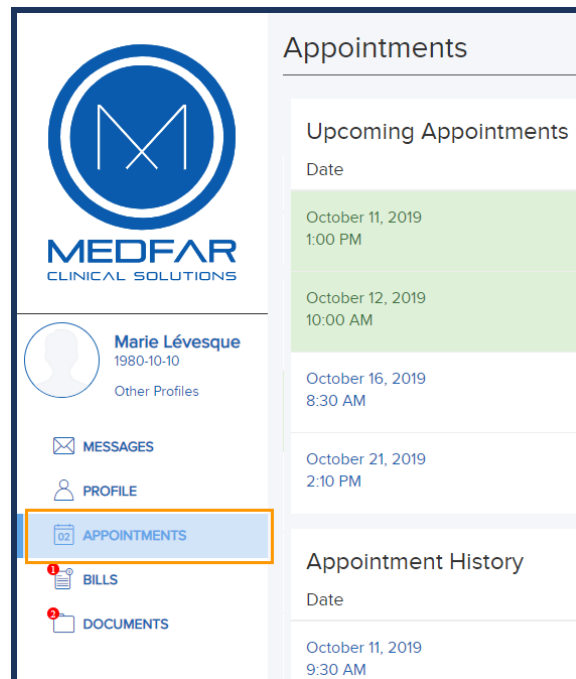 MEDFAR
CLINICAL SOLUTIONS
Marie Lévesque
1980-10-10
Other Profiles
MESSAGES
PROFILE
02 APPOINTMENTS
1
BILLS
2
DOCUMENTS
Appointments
Upcoming Appointments
Date
October 11, 2019
1:00 PM
October 12, 2019
10:00 AM
October 16, 2019
8:30 AM
October 21, 2019
2:10 PM
Appointment History
Date
October 11, 2019
9:30 AM